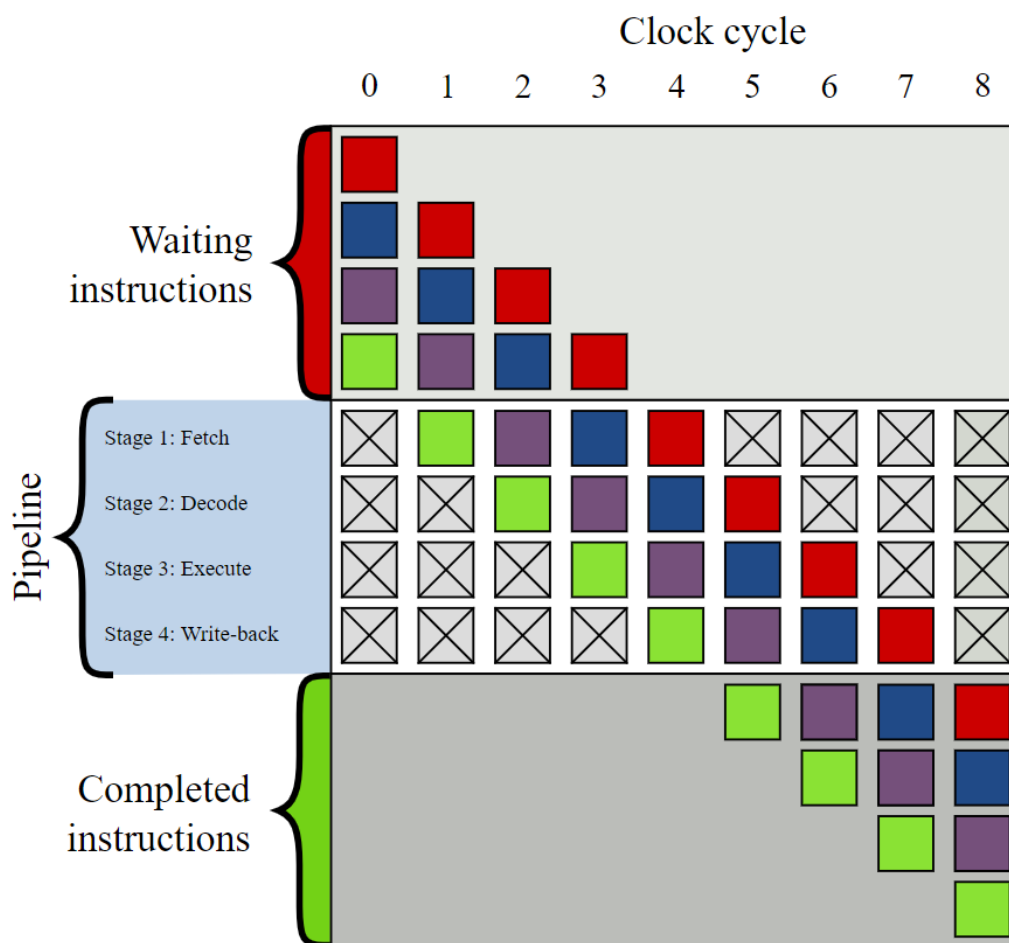 Clock cycle
0 1 2 3 4 5 6 7 8
Waiting
instructions
Pipeline
Stage 1: Fetch
Stage 2: Decode
Stage 3: Execute
Stage 4: Write-back
Completed
instructions